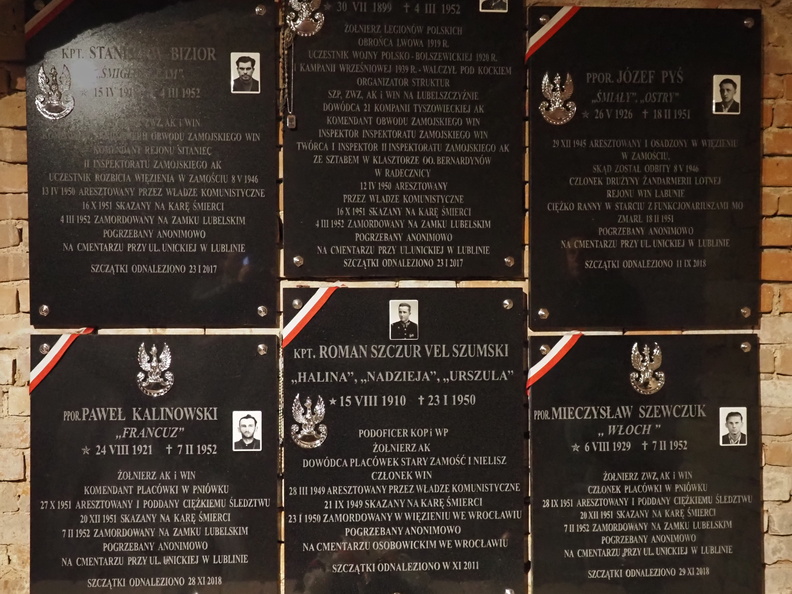 KPT. STANISŁAW BIZIOR
"ŚMIGŁY",
✝ 4 III 1952
ZWZ, AK i WIN
OBWODU ZAMOJSKIEGO WIN
KOMENDANT REJONU SITANIEC
II INSPEKTORATU ZAMOJSKIEGO AK
UCZESTNIK ROZBICIA WIĘZIENIA W ZAMOŚCIU 8 V 1946
13 IV 1950 ARESZTOWANY PRZEZ WŁADZE KOMUNISTYCZNE
16 X 1951 SKAZANY NA KARĘ ŚMIERCI
4 III 1952 ZAMORDOWANY NA ZAMKU LUBELSKIM
POGRZEBANY ANONIMOWO
NA CMENTARZU PRZY UL. UNICKIEJ W LUBLINIE
SZCZĄTKI ODNALEZIONO 23 I 2017
30 VII 1899 ✝ 4 III 1952
ŻOŁNIERZ LEGIONÓW POLSKICH
OBROŃCA LWOWA 1919 R.
UCZESTNIK WOJNY POLSKO - BOLSZEWICKIEJ 1920 R.
I KAMPANII WRZEŚNIOWEJ 1939 R. - WALCZYŁ POD KOCKIEM
ORGANIZATOR STRUKTUR
SZP, ZWZ, AK i WIN NA LUBELSZCZYŹNIE
DOWÓDCA 21 KOMPANII TYSZOWIECKIEJ AK
KOMENDANT OBWODU ZAMOJSKIEGO WIN
INSPEKTOR INSPEKTORATU ZAMOJSKIEGO WIN
TWÓRCA I INSPEKTOR II INSPEKTORATU ZAMOJSKIEGO AK
ZE SZTABEM W KLASZTORZE OO. BERNARDYNÓW
W RADECZNICY
12 IV 1950 ARESZTOWANY
PRZEZ WŁADZE KOMUNISTYCZNE
16 X 1951 SKAZANY NA KARĘ ŚMIERCI
4 III 1952 ZAMORDOWANY NA ZAMKU LUBELSKIM
POGRZEBANY ANONIMOWO
NA CMENTARZU PRZY UL.UNICKIEJ W LUBLINIE
SZCZĄTKI ODNALEZIONO 23 I 2017
PPOR. JÓZEF PYŚ
„ŚMIAŁY”, „OSTRY”
✶ 26 V 1926 ✝ 18 II 1951
29 XII 1945 ARESZTOWANY I OSADZONY W WIĘZIENIU
W ZAMOŚCIU,
SKĄD ZOSTAŁ ODBITY 8 V 1946
CZŁONEK DRUŻYNY ŻANDARMERII LOTNEJ
REJONU WIN ŁABUNIE
CIĘŻKO RANNY W STARCIU Z FUNKCJONARIUSZAMI MO
ZMARŁ 18 II 1951
POGRZEBANY ANONIMOWO
NA CMENTARZU PRZY UL. UNICKIEJ W LUBLINIE
SZCZĄTKI ODNALEZIONO 11 IX 2018
PPOR. PAWEŁ KALINOWSKI
„FRANCUZ”
✶ 24 VIII 1921 ✝ 7 II 1952
ŻOŁNIERZ AK i WIN
KOMENDANT PLACÓWKI W PNIÓWKU
27 X 1951 ARESZTOWANY I PODDANY CIĘŻKIEMU ŚLEDZTWU
20 XII 1951 SKAZANY NA KARĘ ŚMIERCI
7 II 1952 ZAMORDOWANY NA ZAMKU LUBELSKIM
POGRZEBANY ANONIMOWO
NA CMENTARZU PRZY UL. UNICKIEJ W LUBLINIE
SZCZĄTKI ODNALEZIONO 28 XI 2018
KPT. ROMAN SZCZUR VEL SZUMSKI
„HALINA”, „NADZIEJA”, „URSZULA”
✶ 15 VIII 1910 ✝ 23 I 1950
PODOFICER KOP i WP
ŻOŁNIERZ AK
DOWÓDCA PLACÓWEK STARY ZAMOŚĆ I NIELISZ
CZŁONEK WIN
28 III 1949 ARESZTOWANY PRZEZ WŁADZE KOMUNISTYCZNE
21 IX 1949 SKAZANY NA KARĘ ŚMIERCI
23 I 1950 ZAMORDOWANY W WIĘZIENIU WE WROCŁAWIU
POGRZEBANY ANONIMOWO
NA CMENTARZU OSOBOWICKIM WE WROCŁAWIU
SZCZĄTKI ODNALEZIONO W XI 2011
PPOR. MIECZYSŁAW SZEWCZUK
„WŁOCH”
✶ 6 VIII 1929 ✝ 7 II 1952
ŻOŁNIERZ ZWZ, AK i WIN
CZŁONEK PLACÓWKI W PNIÓWKU
28 IX 1951 ARESZTOWANY I PODDANY CIĘŻKIEMU ŚLEDZTWU
20 XII 1951 SKAZANY NA KARĘ ŚMIERCI
7 II 1952 ZAMORDOWANY NA ZAMKU LUBELSKIM
POGRZEBANY ANONIMOWO
NA CMENTARZU PRZY UL. UNICKIEJ W LUBLINIE
SZCZĄTKI ODNALEZIONO 29 XI 2018